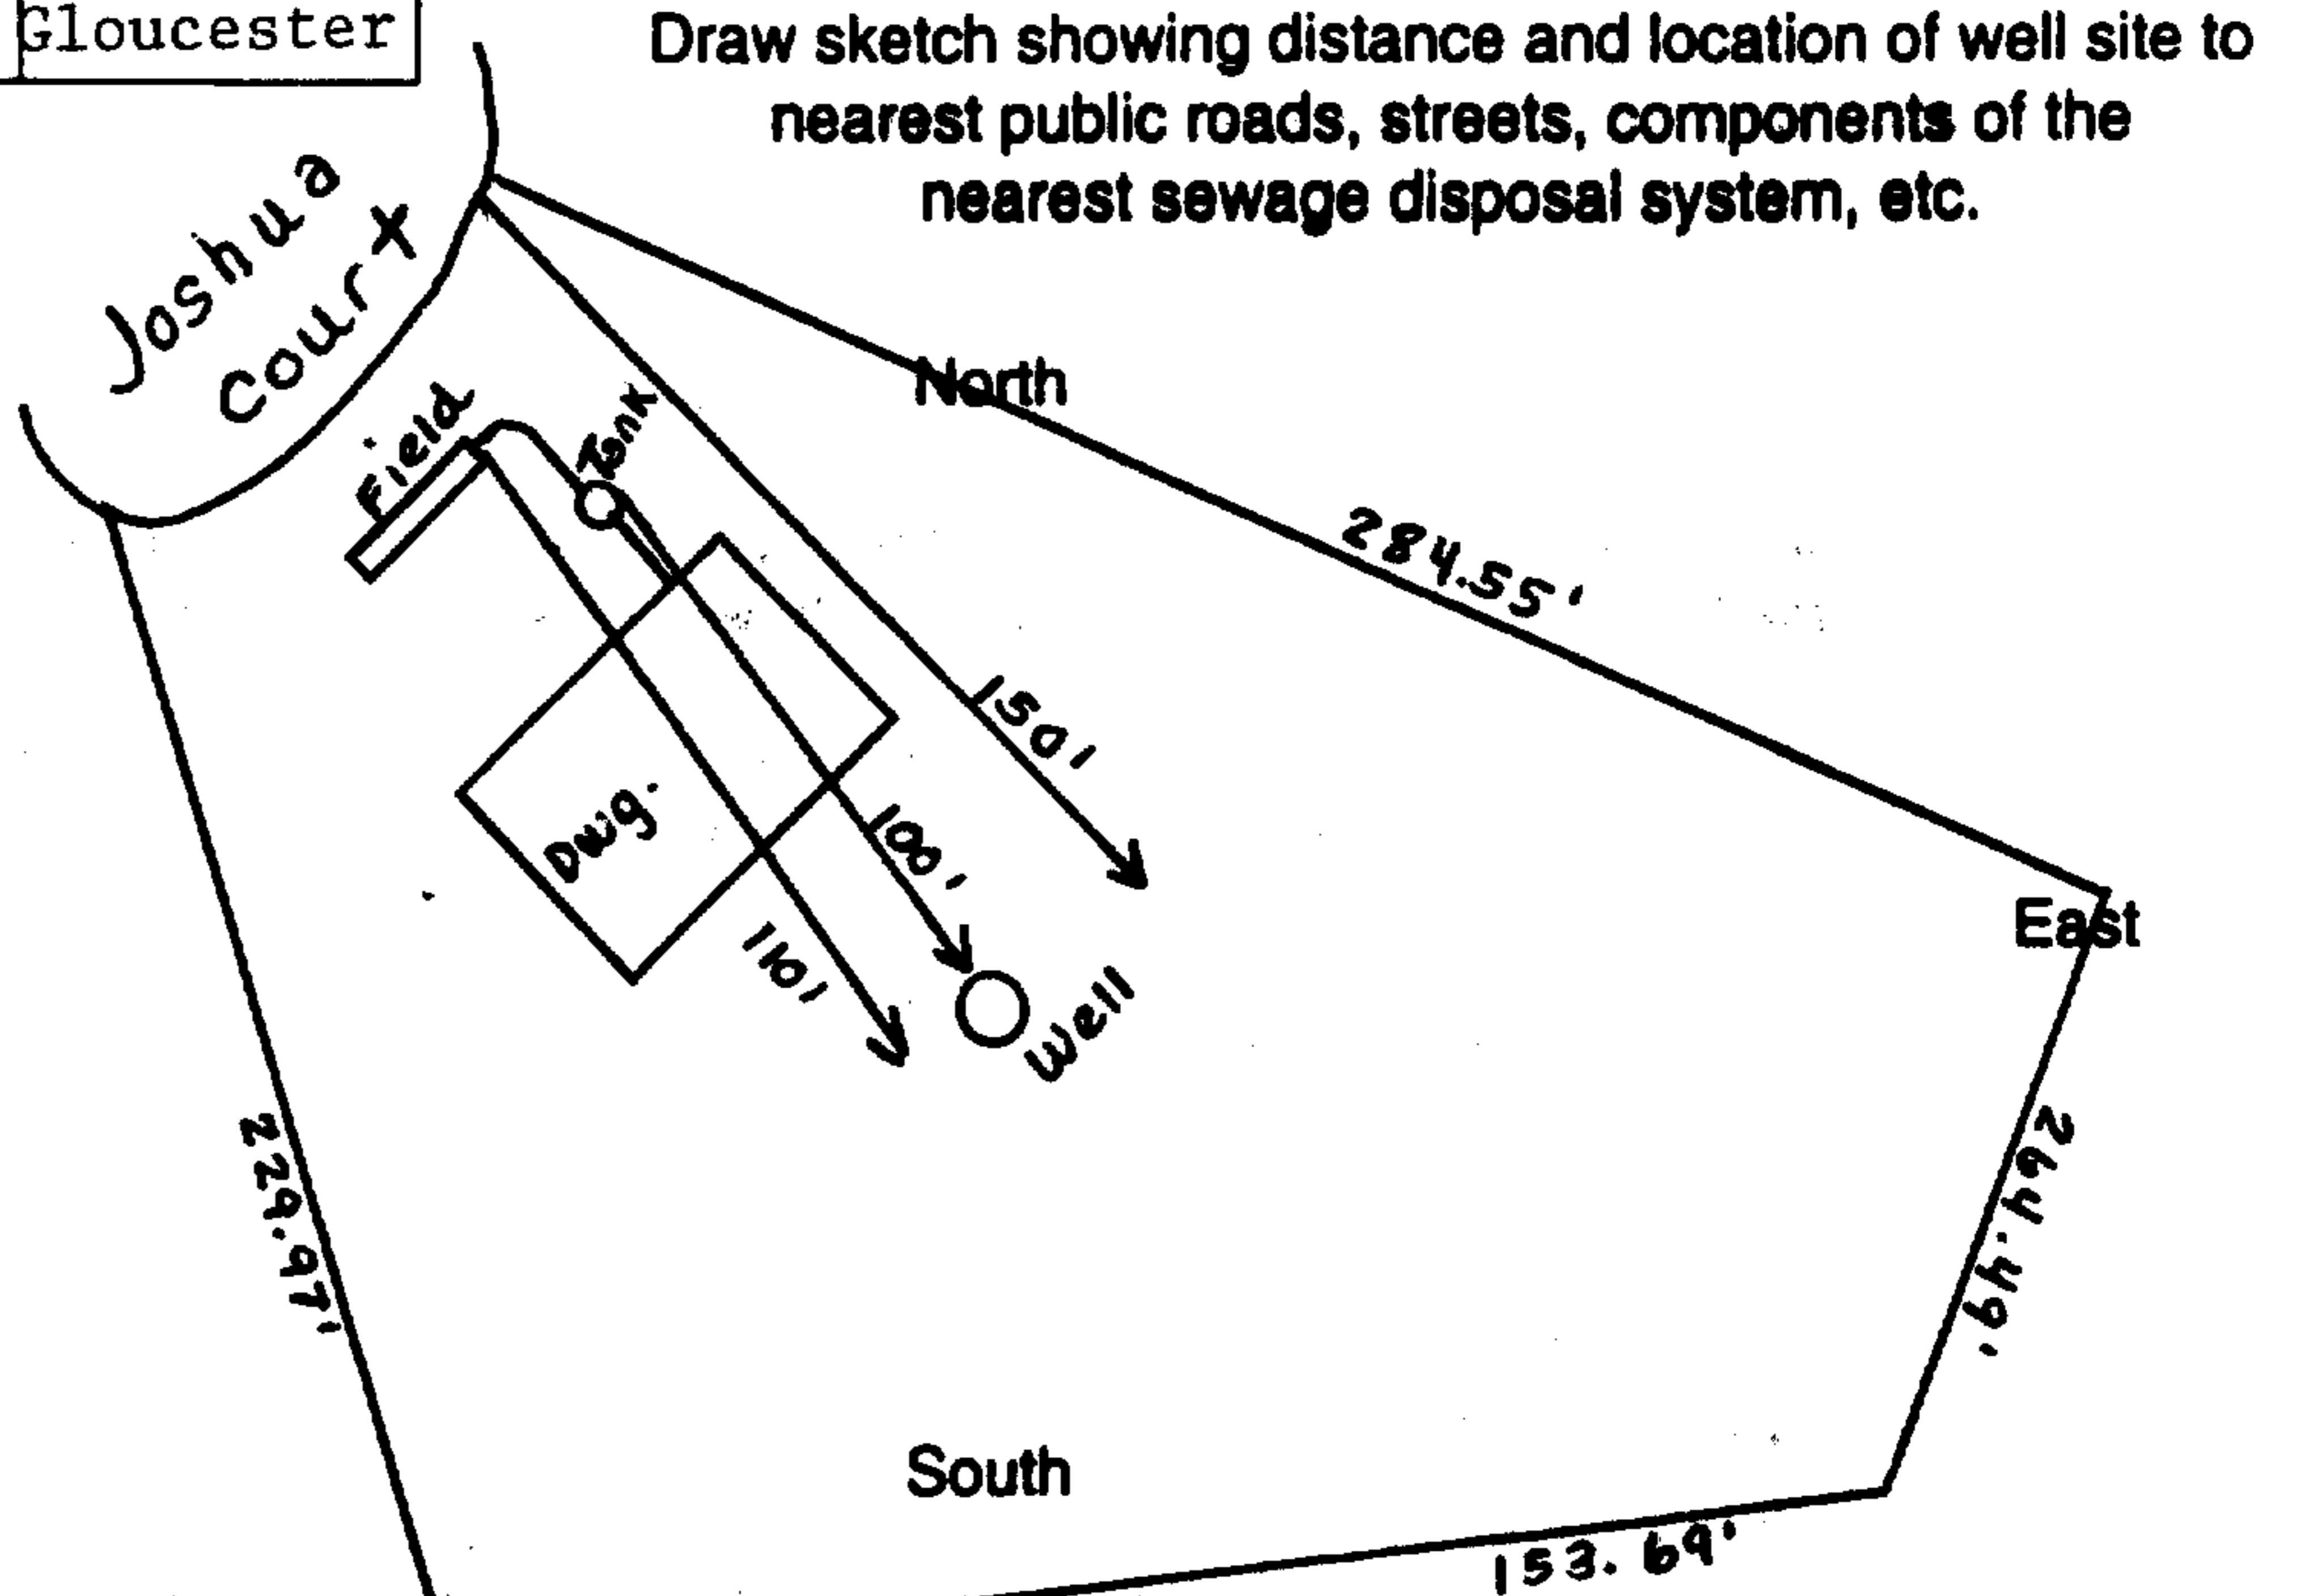 Gloucester
Draw sketch showing distance and location of well site to
nearest public roads, streets, components of the
nearest sewage disposal system, etc.
Joshua
Court
North
Field
Tank
284.55'
150'
100'
Dwg.
110'
Well
East
229.97'
264.49'
South
153.69'